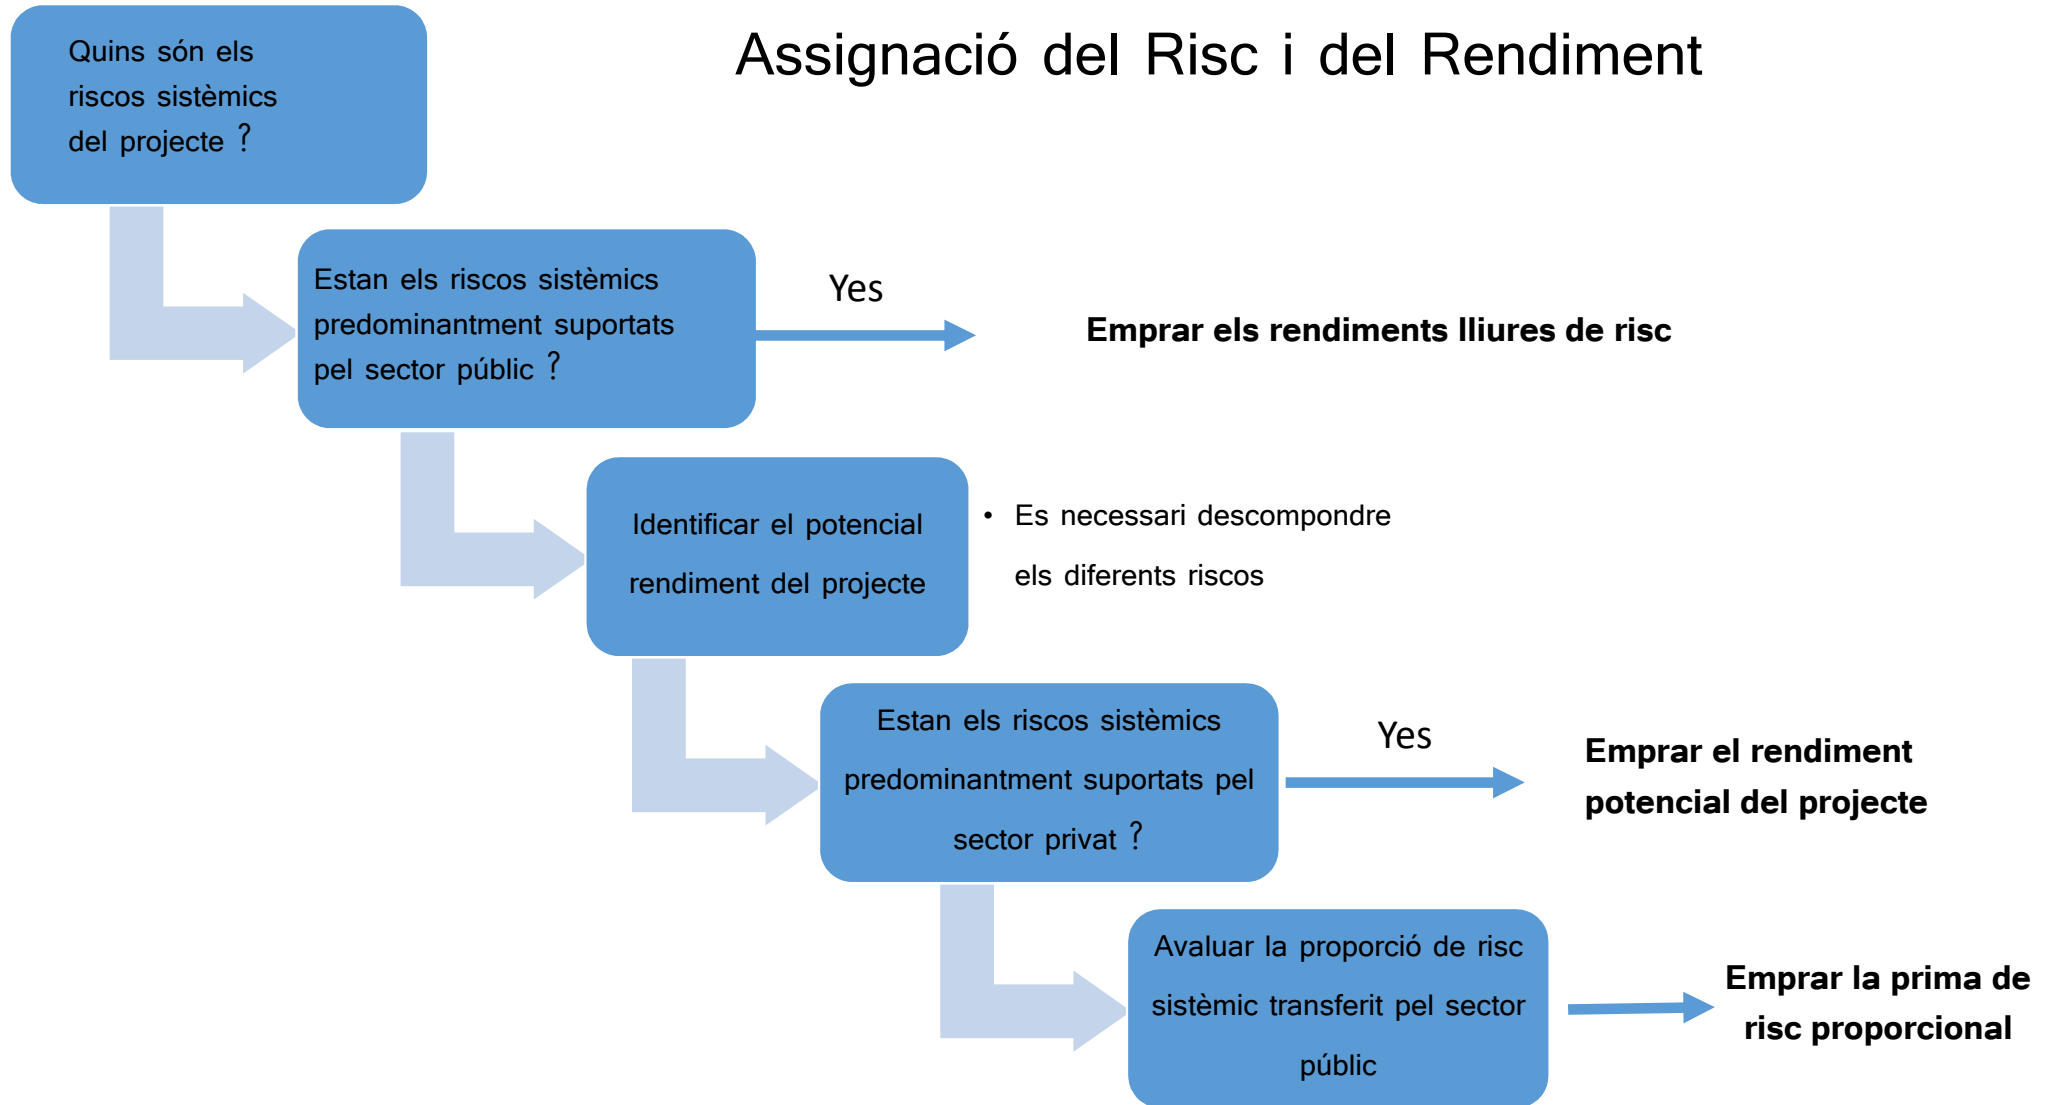 Assignació del Risc i del Rendiment
Quins són els
riscos sistèmics
del projecte ?
Estan els riscos sistèmics
predominantment suportats
pel sector públic ?
Yes
Emprar els rendiments lliures de risc
Identificar el potencial
rendiment del projecte
• Es necessari descompondre
els diferents riscos
Estan els riscos sistèmics
predominantment suportats pel
sector privat ?
Yes
Emprar el rendiment
potencial del projecte
Avaluar la proporció de risc
sistèmic transferit pel sector
públic
Emprar la prima de
risc proporcional